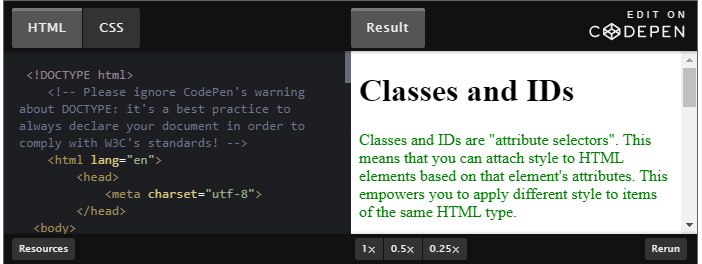 HTML CSS Result EDIT ON
CODEPEN
<!DOCTYPE html>
<!-- Please ignore CodePen's warning
about DOCTYPE: it's a best practice to
always declare your document in order to
comply with W3C's standards! -->
<html lang="en">
<head>
<meta charset="utf-8">
</head>
<body>
Classes and IDs
Classes and IDs are "attribute selectors". This
means that you can attach style to HTML
elements based on that element's attributes. This
empowers you to apply different style to items
of the same HTML type.
Resources 1x 0.5x 0.25x Rerun